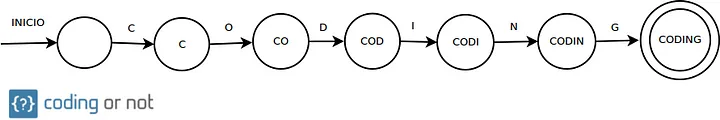 INICIO
C
O
D
I
N
G
C
CO
COD
CODI
CODIN
CODING
{?} coding or not